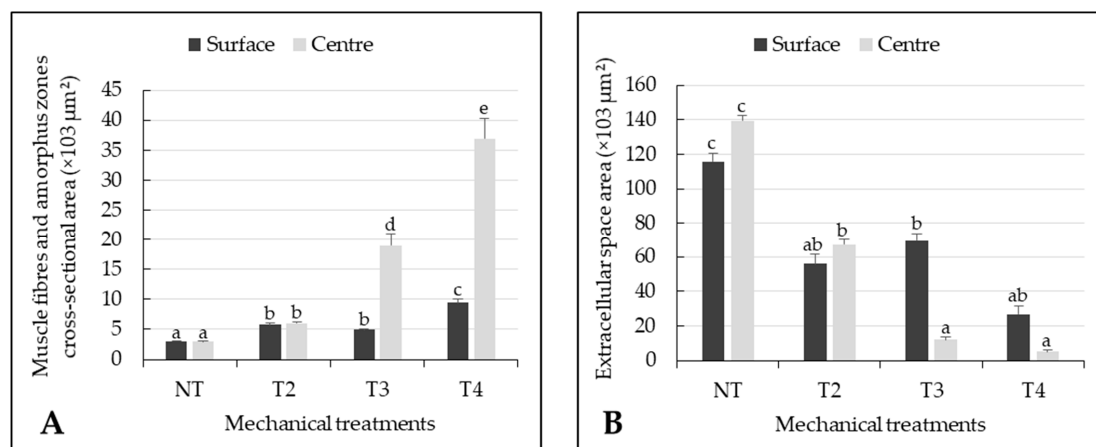 Surface Centre
Muscle fibres and amorphus zones
cross-sectional area (×103 µm²)
45
40
35
30
25
20
15
10
5
0
a a b b b d c e
NT T2 T3 T4
Mechanical treatments
A
Surface Centre
Extracellular space area (×103 µm²)
160
140
120
100
80
60
40
20
0
c c ab b b a ab a
NT T2 T3 T4
Mechanical treatments
B